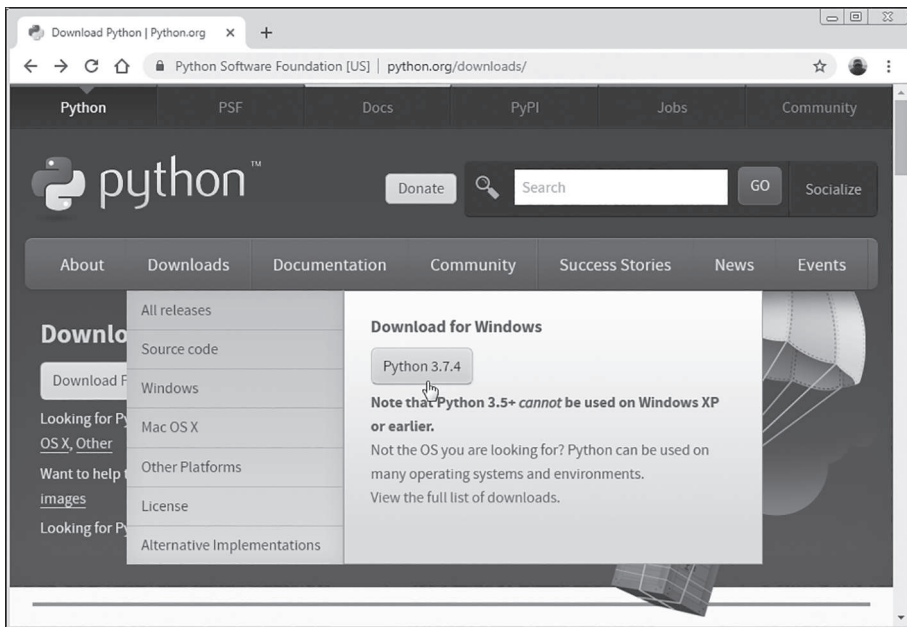 Download Python | Python.org
Python Software Foundation [US] | python.org/downloads/
Python
PSF
Docs
PyPI
Jobs
Community
python™
Donate
Search
GO
Socialize
About
Downloads
Documentation
Community
Success Stories
News
Events
All releases
Source code
Windows
Mac OS X
Other Platforms
License
Alternative Implementations
Download for Windows
Python 3.7.4
Note that Python 3.5+ cannot be used on Windows XP
or earlier.
Not the OS you are looking for? Python can be used on
many operating systems and environments.
View the full list of downloads.
Download
Looking for
OS X, Other
Want to help
images
Looking for